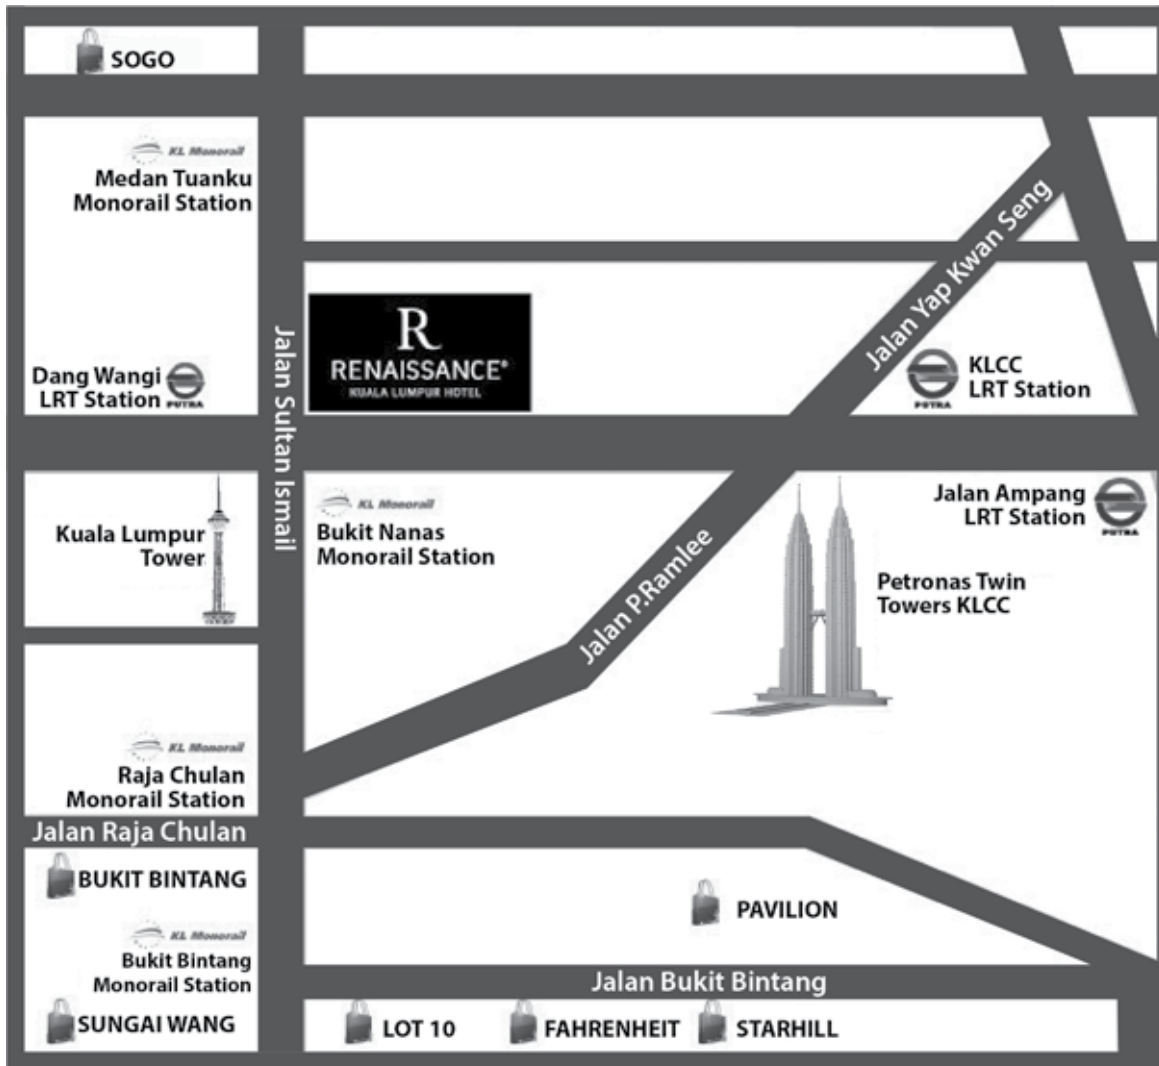 SOGO
KL Monorail
Medan Tuanku
Monorail Station
Jalan Yap Kwan Seng
R
RENAISSANCE®
KUALA LUMPUR HOTEL
Jalan Sultan Ismail
Dang Wangi
LRT Station
PUTRA
KLCC
LRT Station
PUTRA
Kuala Lumpur
Tower
KL Monorail
Bukit Nanas
Monorail Station
Jalan P.Ramlee
Jalan Ampang
LRT Station
PUTRA
Petronas Twin
Towers KLCC
KL Monorail
Raja Chulan
Monorail Station
Jalan Raja Chulan
BUKIT BINTANG
PAVILION
KL Monorail
Bukit Bintang
Monorail Station
Jalan Bukit Bintang
SUNGAI WANG
LOT 10
FAHRENHEIT
STARHILL